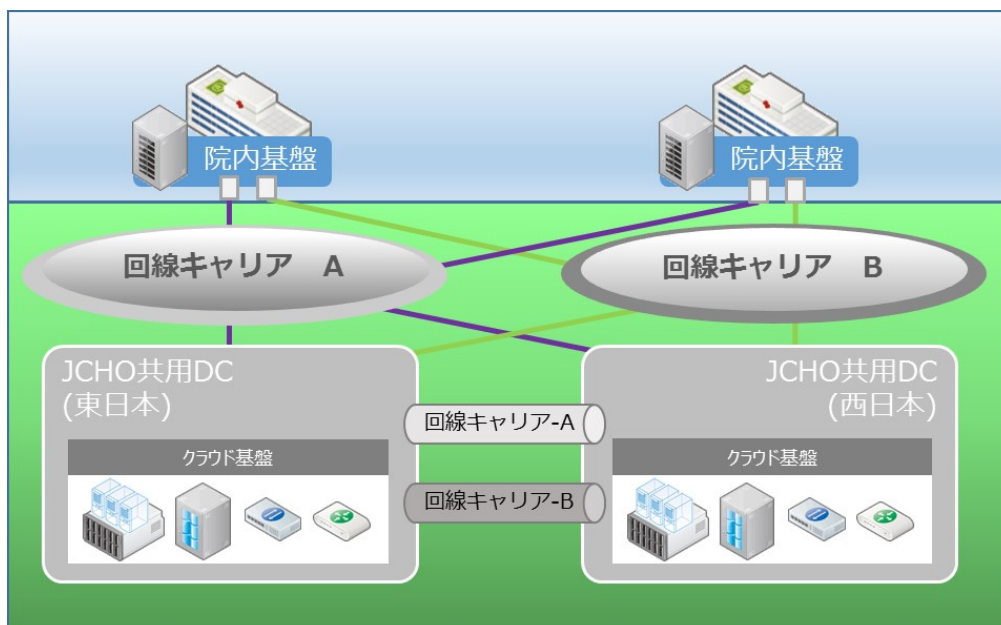 院内基盤
院内基盤
回線キャリア A
回線キャリア B
JCHO共用DC
(東日本)
JCHO共用DC
(西日本)
回線キャリア-A
回線キャリア-B
クラウド基盤
クラウド基盤